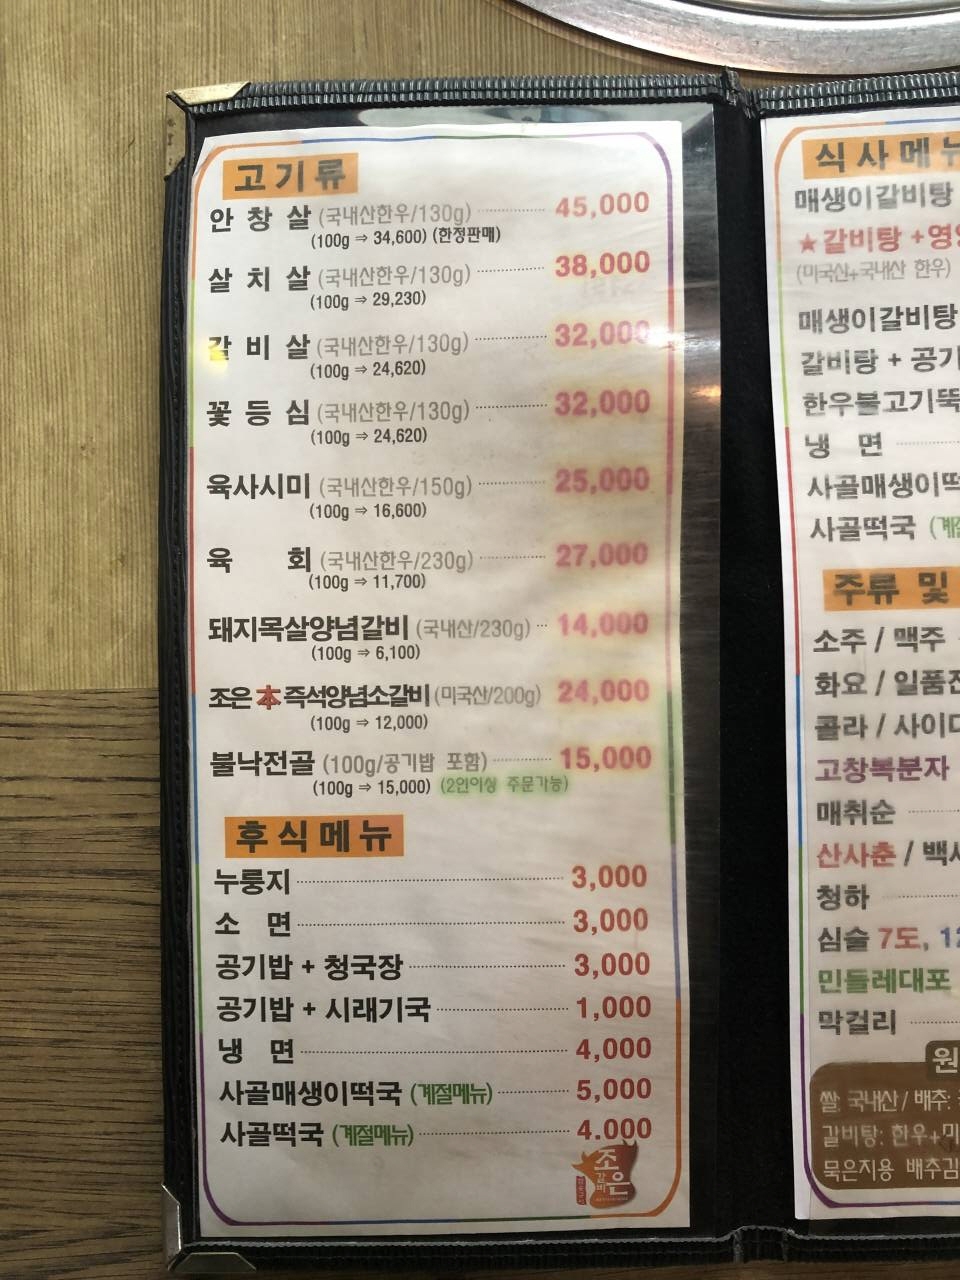 고기류
안창살 (국내산한우/130g) 45,000
(100g ⇒ 34,600) (한정판매)
살치살 (국내산한우/130g) 38,000
(100g ⇒ 29,230)
갈비살 (국내산한우/130g) 32,000
(100g ⇒ 24,620)
꽃등심 (국내산한우/130g) 32,000
(100g ⇒ 24,620)
육사시미 (국내산한우/150g) 25,000
(100g ⇒ 16,600)
육회 (국내산한우/230g) 27,000
(100g ⇒ 11,700)
돼지목살양념갈비 (국내산/230g) 14,000
(100g ⇒ 6,100)
조은 本 즉석양념소갈비 (미국산/200g) 24,000
(100g ⇒ 12,000)
불낙전골 (100g/공기밥 포함) 15,000
(100g ⇒ 15,000) (2인이상 주문가능)
후식메뉴
누룽지 3,000
소면 3,000
공기밥 + 청국장 3,000
공기밥 + 시래기국 1,000
냉면 4,000
사골매생이떡국 (계절메뉴) 5,000
사골떡국 (계절메뉴) 4.000
조은
갈비
식사메뉴
매생이갈비탕
★갈비탕 +
(미국산+국내산 한우)
매생이갈비탕
갈비탕 + 공기
한우불고기뚝
냉면
사골매생이떡
사골떡국
주류 및
소주 / 맥주
화요 / 일품진
콜라 / 사이다
고창복분자
매취순
산사춘 / 백세
청하
심술 7도, 12
민들레대포
막걸리
원
쌀: 국내산 / 배추:
갈비탕: 한우+미
묵은지용 배추김